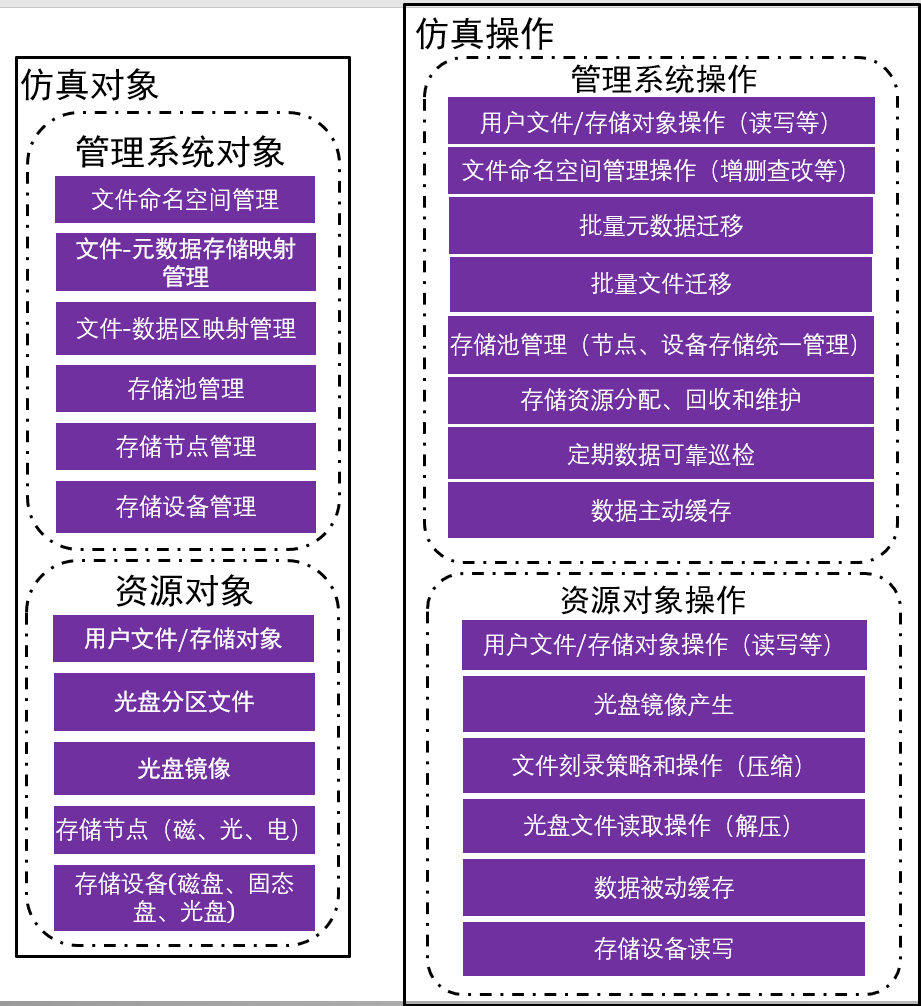 仿真对象
管理系统对象
文件命名空间管理
文件-元数据存储映射
管理
文件-数据区映射管理
存储池管理
存储节点管理
存储设备管理
资源对象
用户文件/存储对象
光盘分区文件
光盘镜像
存储节点（磁、光、电）
存储设备(磁盘、固态
盘、光盘)
仿真操作
管理系统操作
用户文件/存储对象操作（读写等）
文件命名空间管理操作（增删查改等）
批量元数据迁移
批量文件迁移
存储池管理（节点、设备存储统一管理）
存储资源分配、回收和维护
定期数据可靠巡检
数据主动缓存
资源对象操作
用户文件/存储对象操作（读写等）
光盘镜像产生
文件刻录策略和操作（压缩）
光盘文件读取操作（解压）
数据被动缓存
存储设备读写